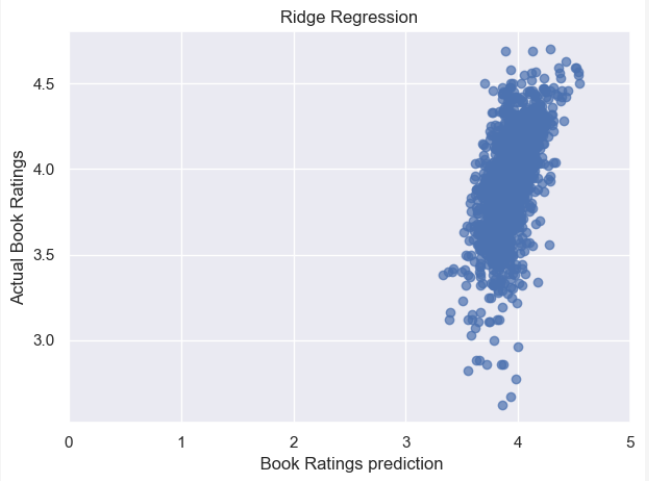 Ridge Regression
Actual Book Ratings
4.5
4.0
3.5
3.0
0 1 2 3 4 5
Book Ratings prediction